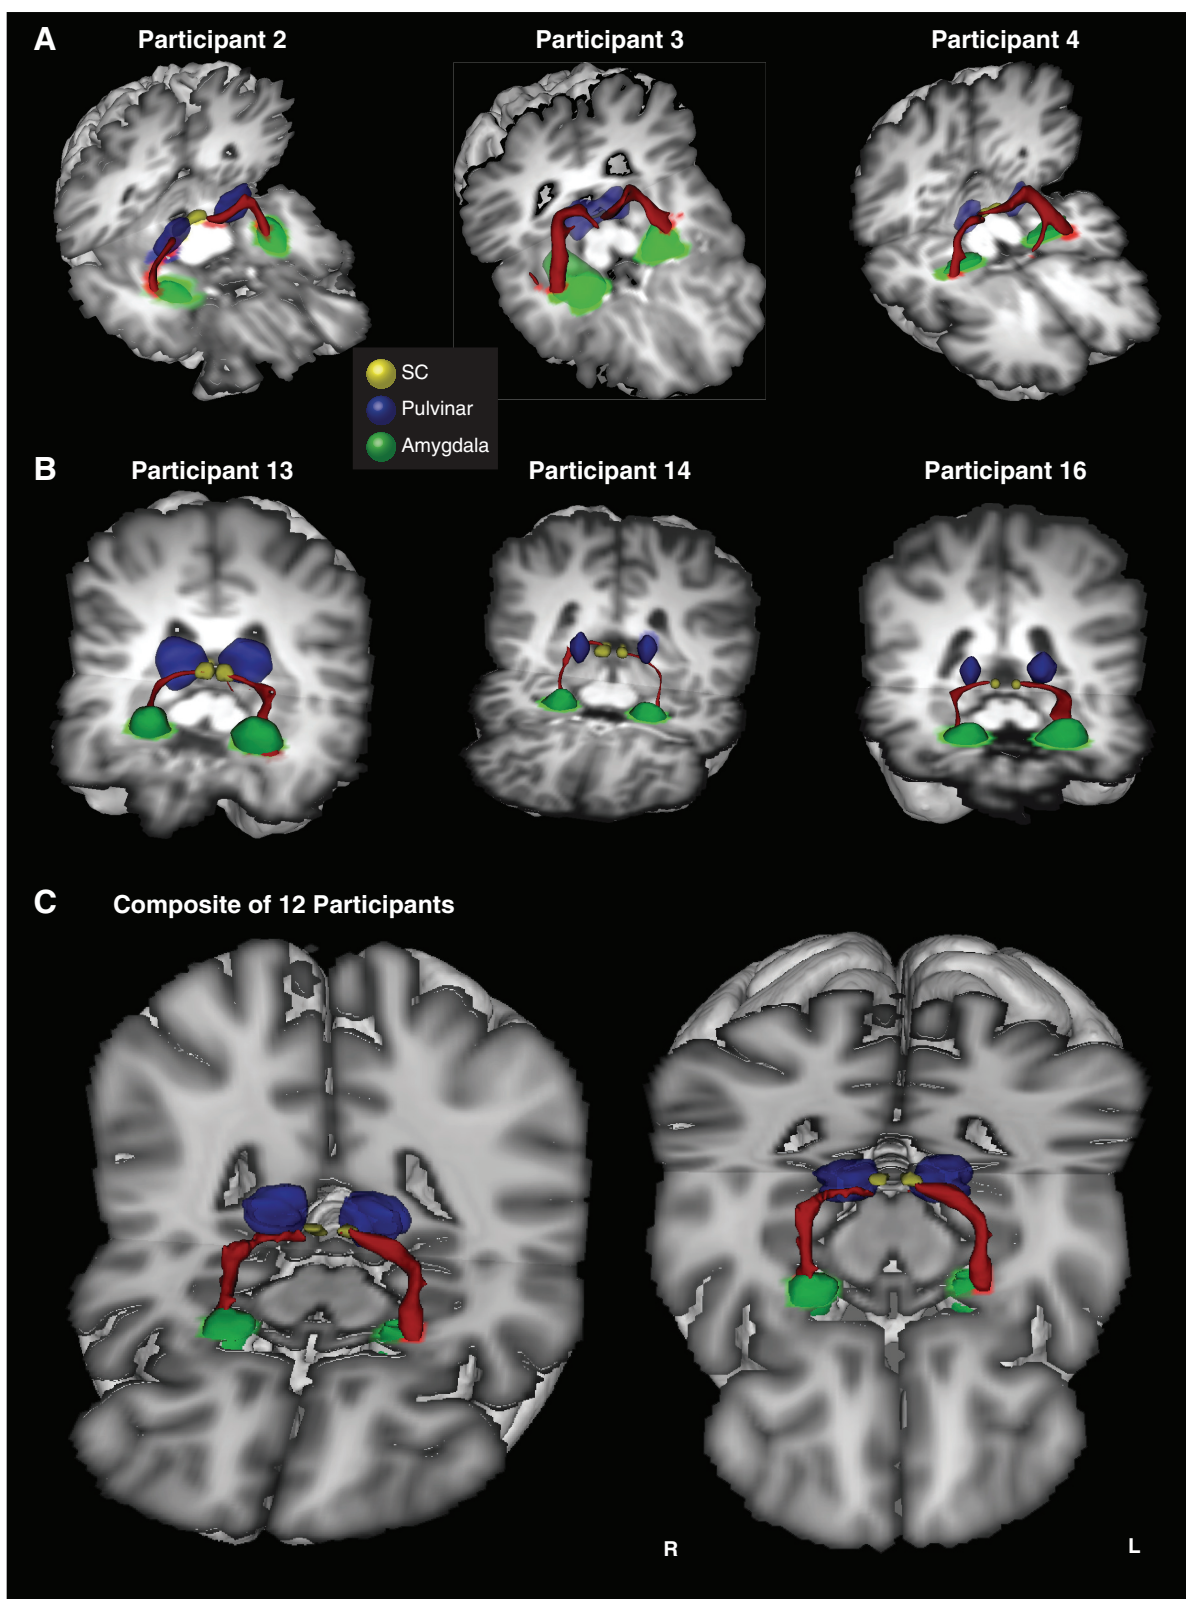 A
Participant 2
Participant 3
Participant 4
SC
Pulvinar
Amygdala
B
Participant 13
Participant 14
Participant 16
C
Composite of 12 Participants
R
L